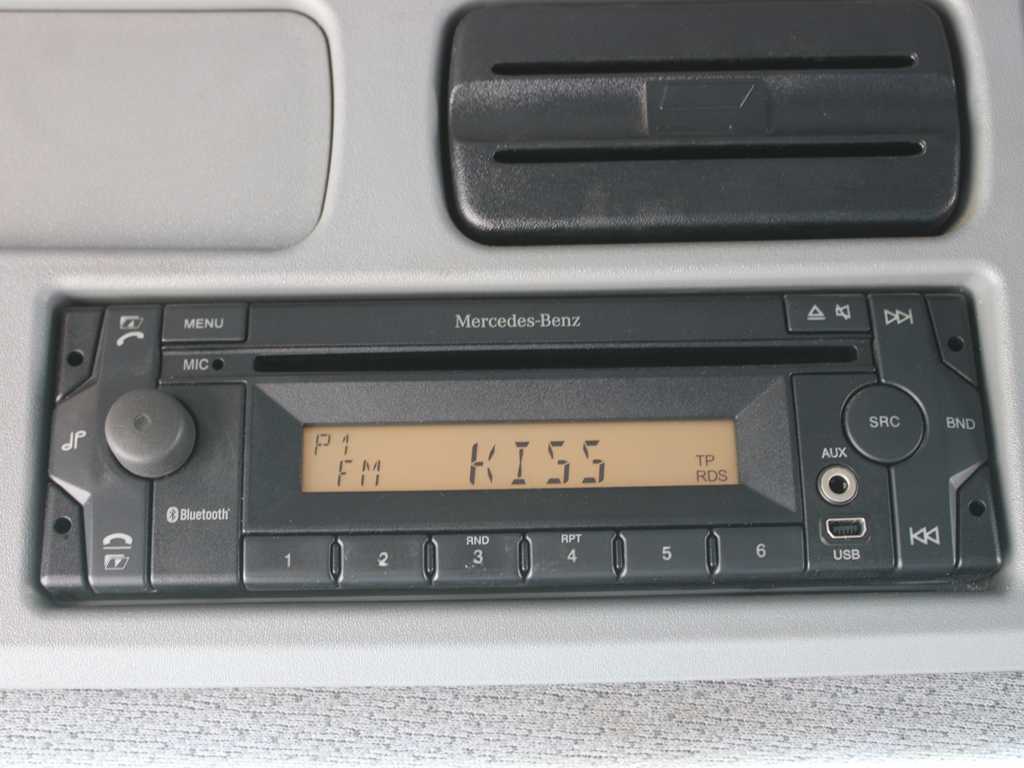 MENU
Mercedes-Benz
MIC
SRC
BND
P1
FM
KISS
TP
RDS
AUX
Bluetooth
USB
1
2
RND
3
RPT
4
5
6